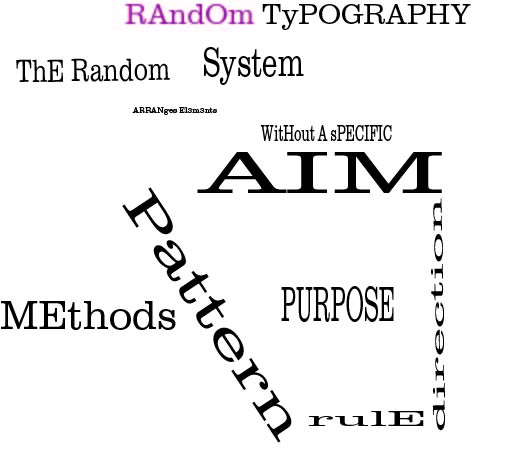 RAndOm TyPOGRAPHY
ThE Random System
ARRANges El3m3nts
WitHout A sPECIFIC
AIM
Pattern
direction
PURPOSE
MEthods
rulE